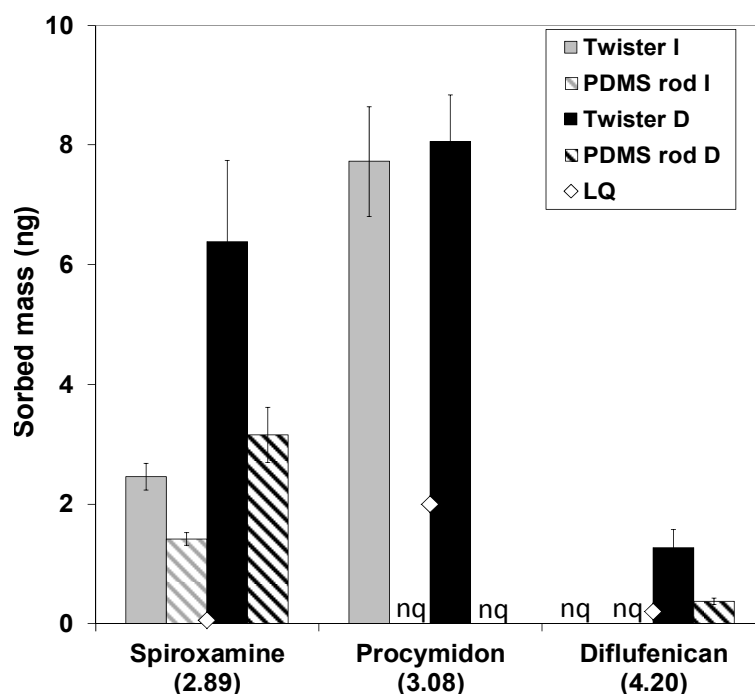 10
8
6
4
2
0
Sorbed mass (ng)
Twister I
PDMS rod I
Twister D
PDMS rod D
LQ
nq
nq
nq
nq
Spiroxamine
(2.89)
Procymidon
(3.08)
Diflufenican
(4.20)